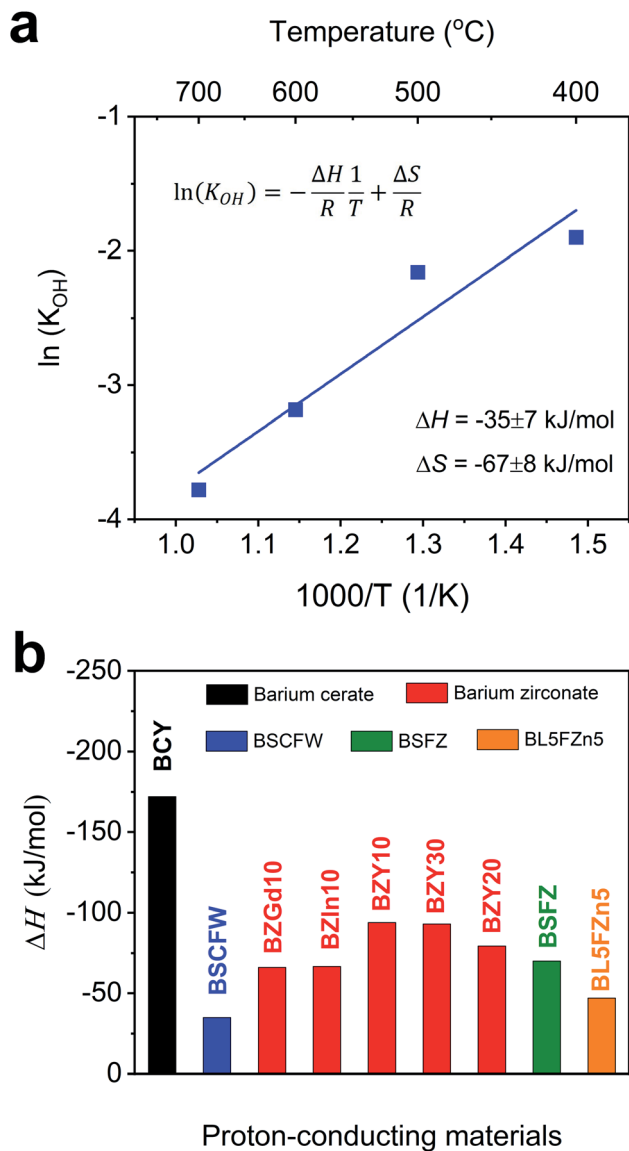 a
Temperature (°C)
700 600 500 400
-1
ln(K_OH) = -ΔH/R 1/T + ΔS/R
-2
ln (K_OH)
-3
ΔH = -35±7 kJ/mol
ΔS = -67±8 kJ/mol
-4
1.0 1.1 1.2 1.3 1.4 1.5
1000/T (1/K)
b
-250
Barium cerate Barium zirconate
BSCFW BSFZ BL5FZn5
-200
-150
-100
-50
0
ΔH (kJ/mol)
BCY
BSCFW
BZGd10
BZIn10
BZY10
BZY30
BZY20
BSFZ
BL5FZn5
Proton-conducting materials